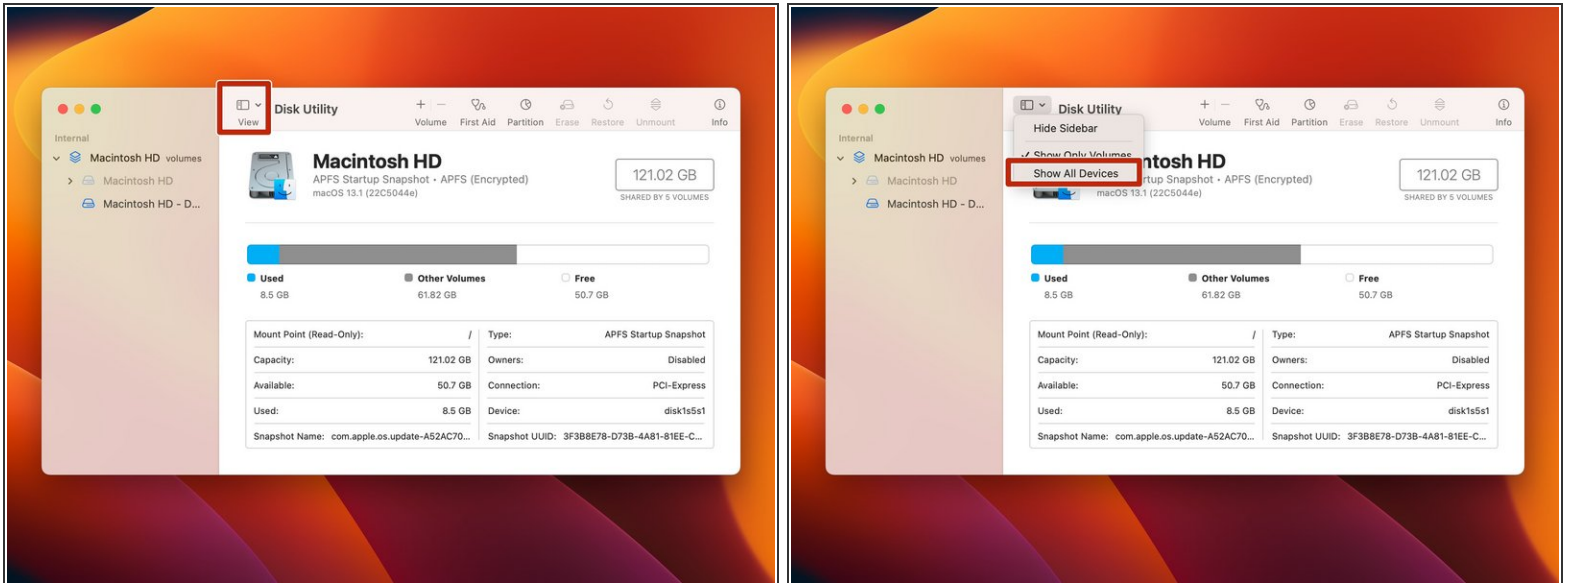 View
Disk Utility
Volume First Aid Partition Erase Restore Unmount Info
Internal
Macintosh HD volumes
Macintosh HD
Macintosh HD - D...
Macintosh HD
APFS Startup Snapshot • APFS (Encrypted)
macOS 13.1 (22C5044e)
121.02 GB
SHARED BY 5 VOLUMES
Used
8.5 GB
Other Volumes
61.82 GB
Free
50.7 GB
Mount Point (Read-Only): /
Capacity: 121.02 GB
Available: 50.7 GB
Used: 8.5 GB
Snapshot Name: com.apple.os.update-A52AC70...
Type: APFS Startup Snapshot
Owners: Disabled
Connection: PCI-Express
Device: disk1s5s1
Snapshot UUID: 3F3B8E78-D73B-4A81-81EE-C...
Disk Utility
Volume First Aid Partition Erase Restore Unmount Info
Hide Sidebar
✓ Show Only Volumes
Show All Devices
Internal
Macintosh HD volumes
Macintosh HD
Macintosh HD - D...
ntosh HD
rtup Snapshot • APFS (Encrypted)
macOS 13.1 (22C5044e)
121.02 GB
SHARED BY 5 VOLUMES
Used
8.5 GB
Other Volumes
61.82 GB
Free
50.7 GB
Mount Point (Read-Only): /
Capacity: 121.02 GB
Available: 50.7 GB
Used: 8.5 GB
Snapshot Name: com.apple.os.update-A52AC70...
Type: APFS Startup Snapshot
Owners: Disabled
Connection: PCI-Express
Device: disk1s5s1
Snapshot UUID: 3F3B8E78-D73B-4A81-81EE-C...